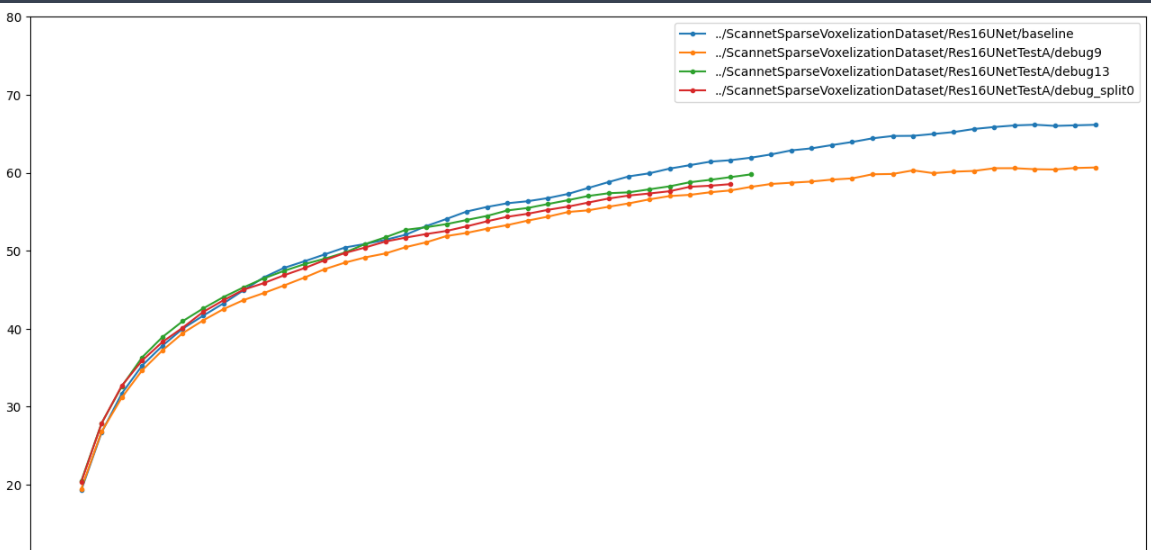 80
70
60
50
40
30
20
../ScannetSparseVoxelizationDataset/Res16UNet/baseline
../ScannetSparseVoxelizationDataset/Res16UNetTestA/debug9
../ScannetSparseVoxelizationDataset/Res16UNetTestA/debug13
../ScannetSparseVoxelizationDataset/Res16UNetTestA/debug_split0